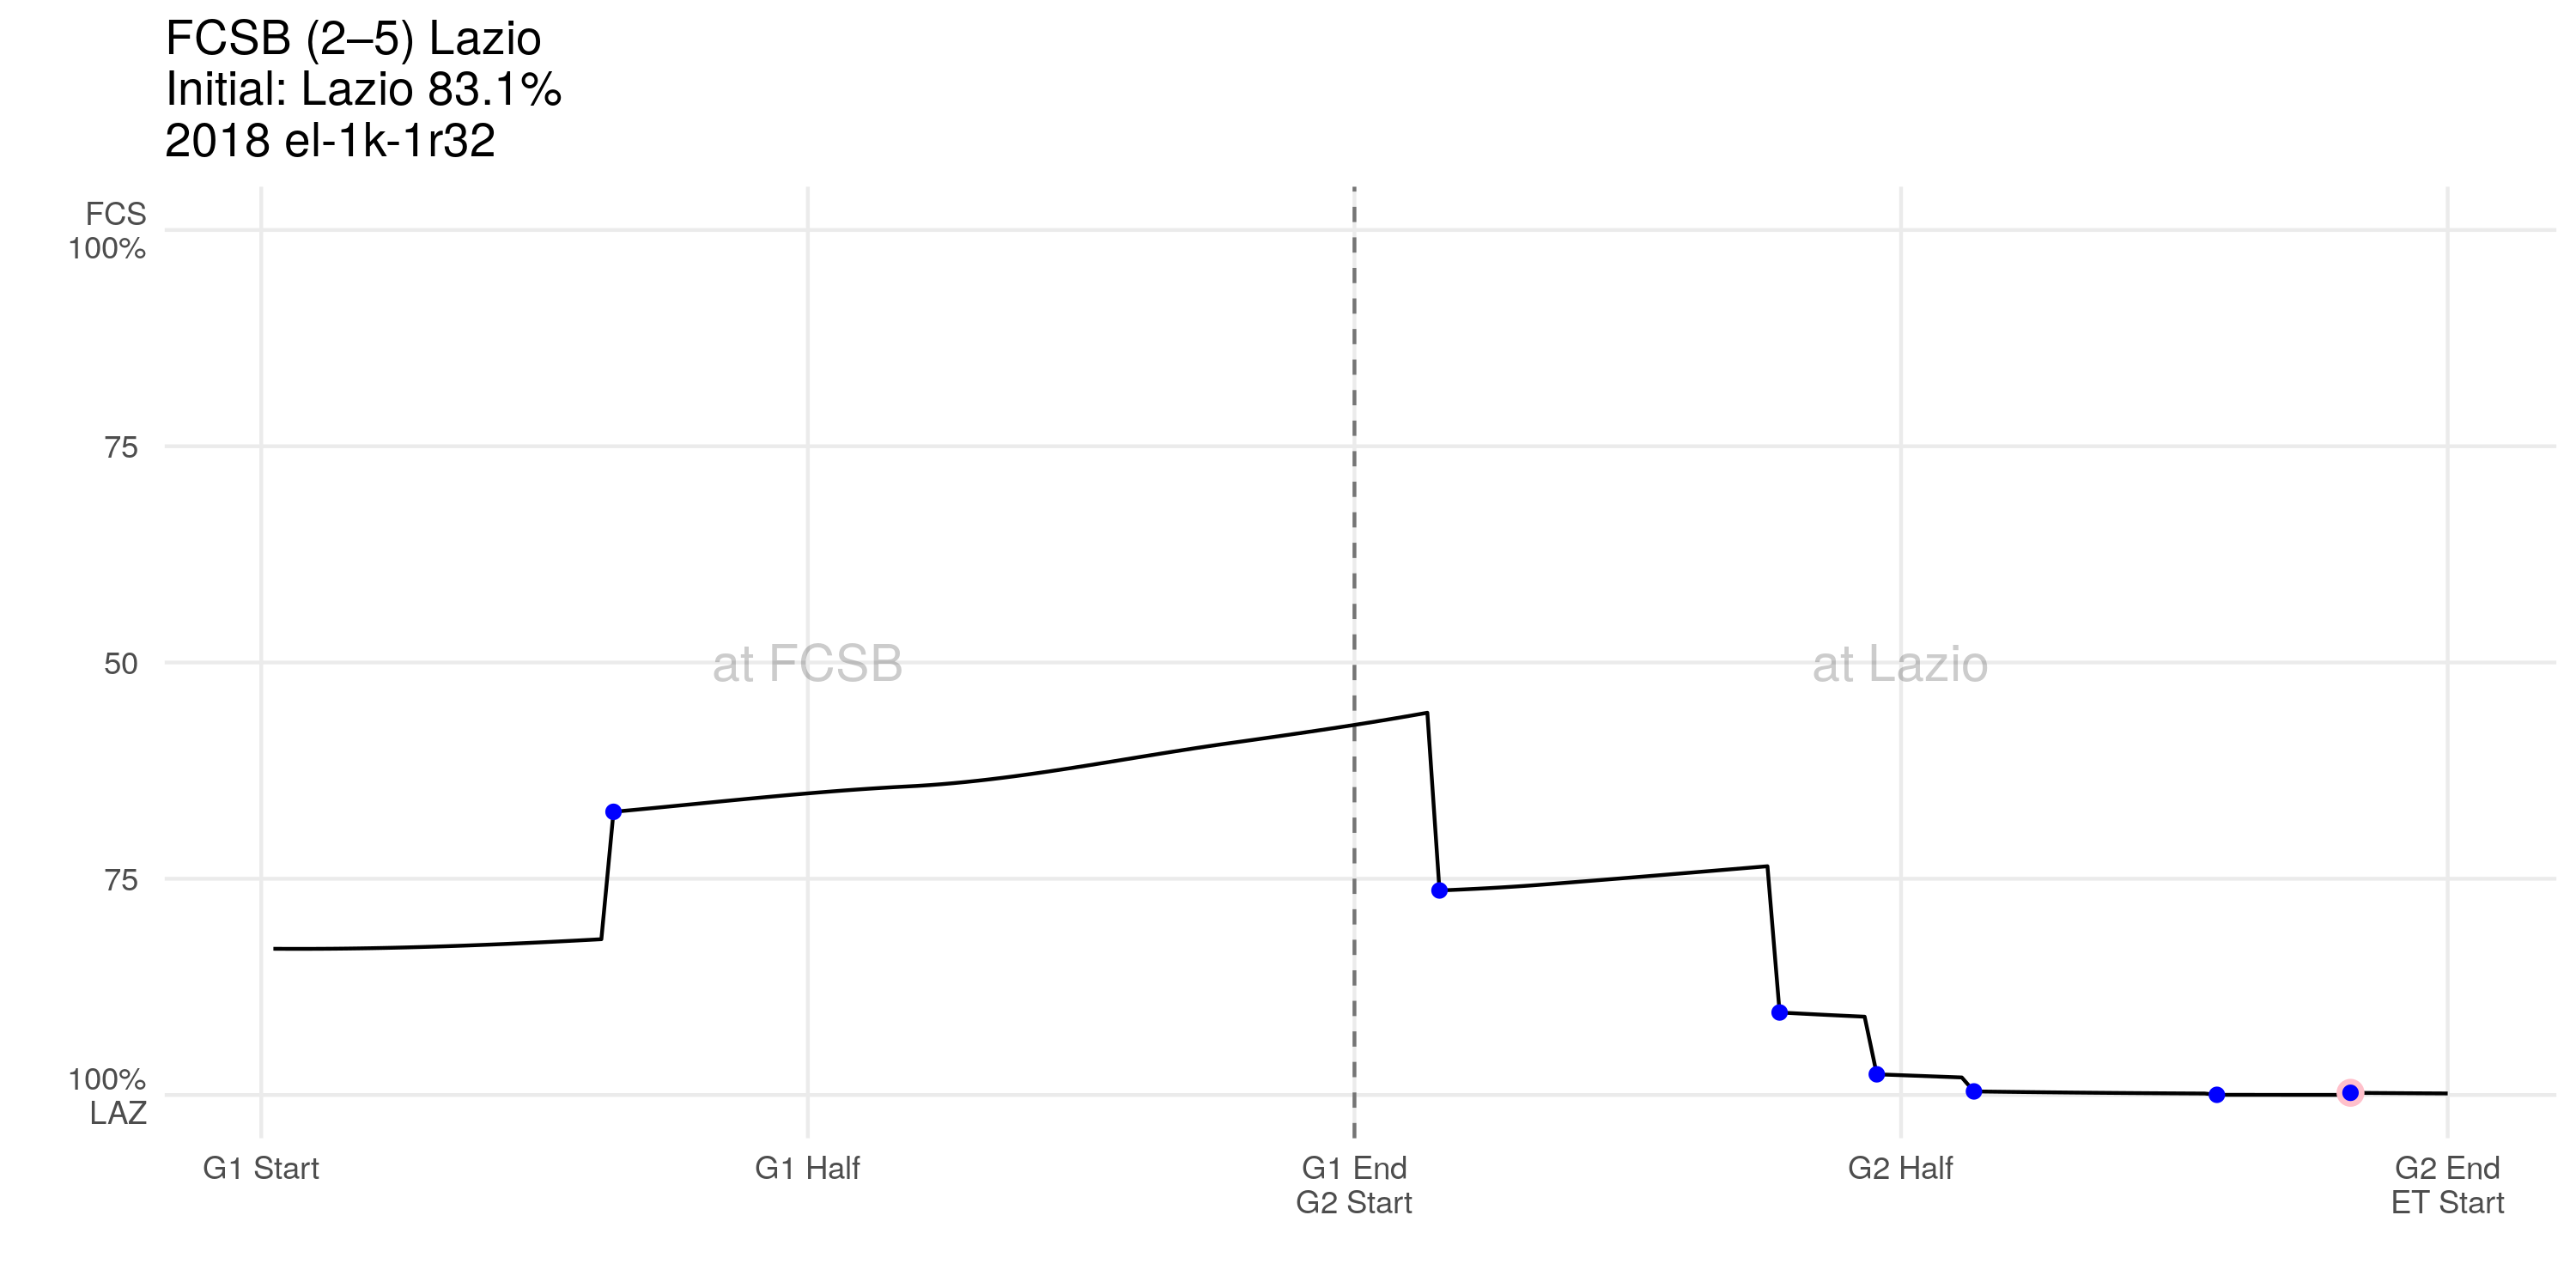 FCSB (2–5) Lazio
Initial: Lazio 83.1%
2018 el-1k-1r32
FCS
100%
75
50
75
100%
LAZ
at FCSB
at Lazio
G1 Start
G1 Half
G1 End
G2 Start
G2 Half
G2 End
ET Start